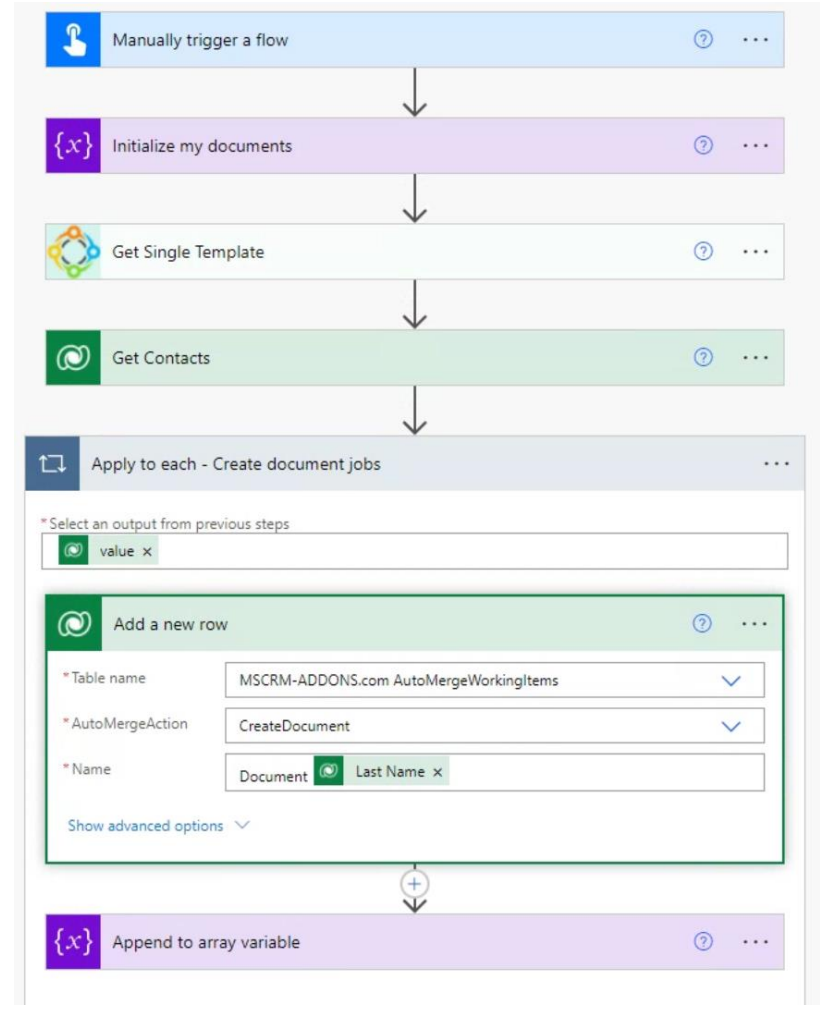 Manually trigger a flow
{x} Initialize my documents
Get Single Template
Get Contacts
Apply to each - Create document jobs
* Select an output from previous steps
value ×
Add a new row
* Table name
MSCRM-ADDONS.com AutoMergeWorkingItems
* AutoMergeAction
CreateDocument
* Name
Document Last Name ×
Show advanced options
{x} Append to array variable